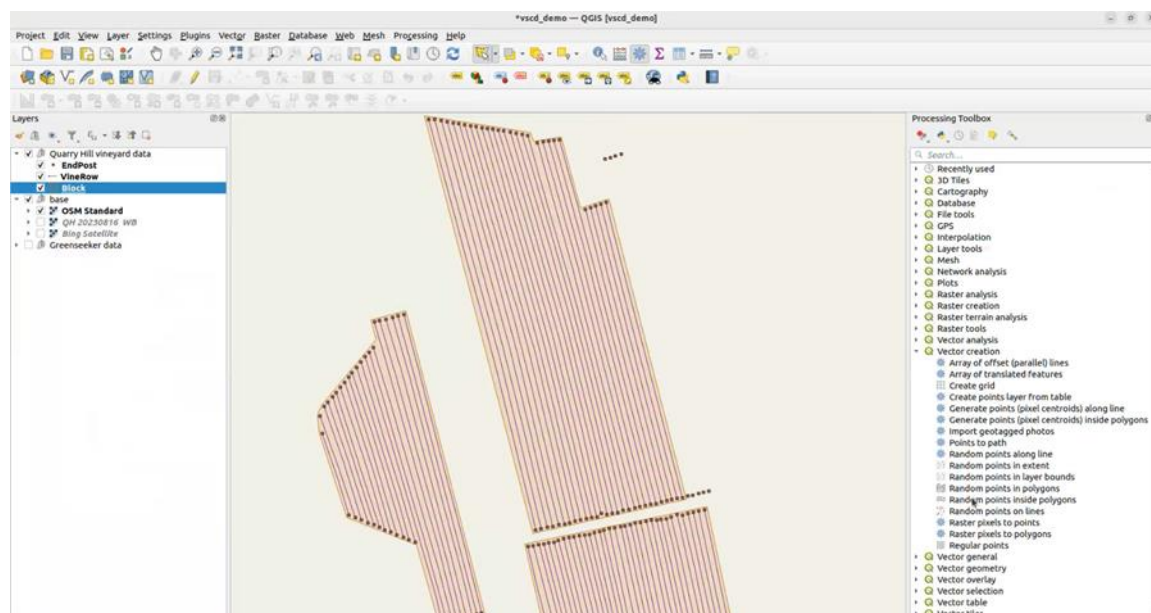 *vscd_demo — QGIS [vscd_demo]
Project Edit View Layer Settings Plugins Vector Raster Database Web Mesh Processing Help
Layers
Quarry Hill vineyard data
EndPost
VineRow
Block
base
OSM Standard
QH 20230816 WB
Bing Satellite
Greenseeker data
Processing Toolbox
Search...
Recently used
3D Tiles
Cartography
Database
File tools
GPS
Interpolation
Layer tools
Mesh
Network analysis
Plots
Raster analysis
Raster creation
Raster terrain analysis
Raster tools
Vector analysis
Vector creation
Array of offset (parallel) lines
Array of translated features
Create grid
Create points layer from table
Generate points (pixel centroids) along line
Generate points (pixel centroids) inside polygons
Import geotagged photos
Points to path
Random points along line
Random points in extent
Random points in layer bounds
Random points in polygons
Random points inside polygons
Random points on lines
Raster pixels to points
Raster pixels to polygons
Regular points
Vector general
Vector geometry
Vector overlay
Vector selection
Vector table